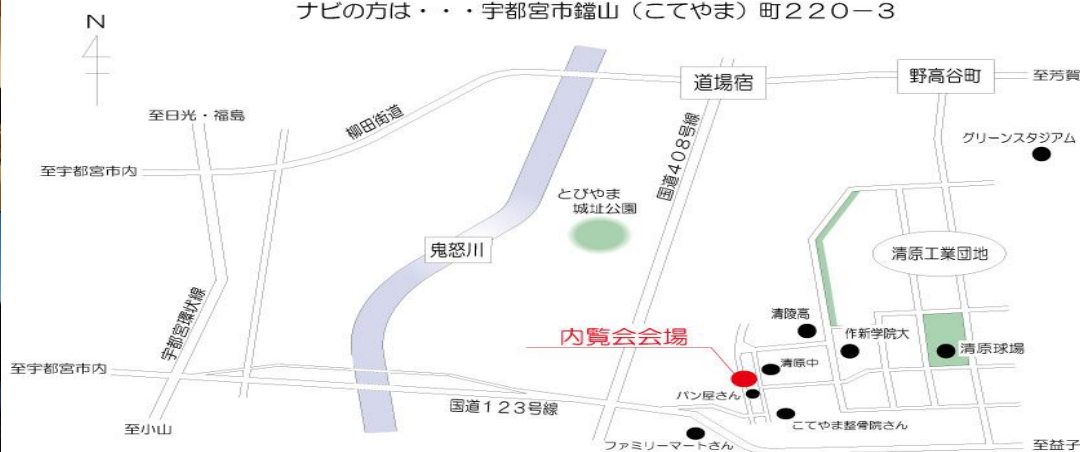 ナビの方は・・・宇都宮市鐺山（こてやま）町２２０－３
N
道場宿
野高谷町
至芳賀
至日光・福島
柳田街道
国道４０８号線
グリーンスタジアム
至宇都宮市内
とびやま
城址公園
鬼怒川
清原工業団地
宇都宮環状線
清陵高
作新学院大
内覧会会場
清原球場
清原中
至宇都宮市内
パン屋さん
国道１２３号線
こてやま整骨院さん
至小山
ファミリーマートさん
至益子